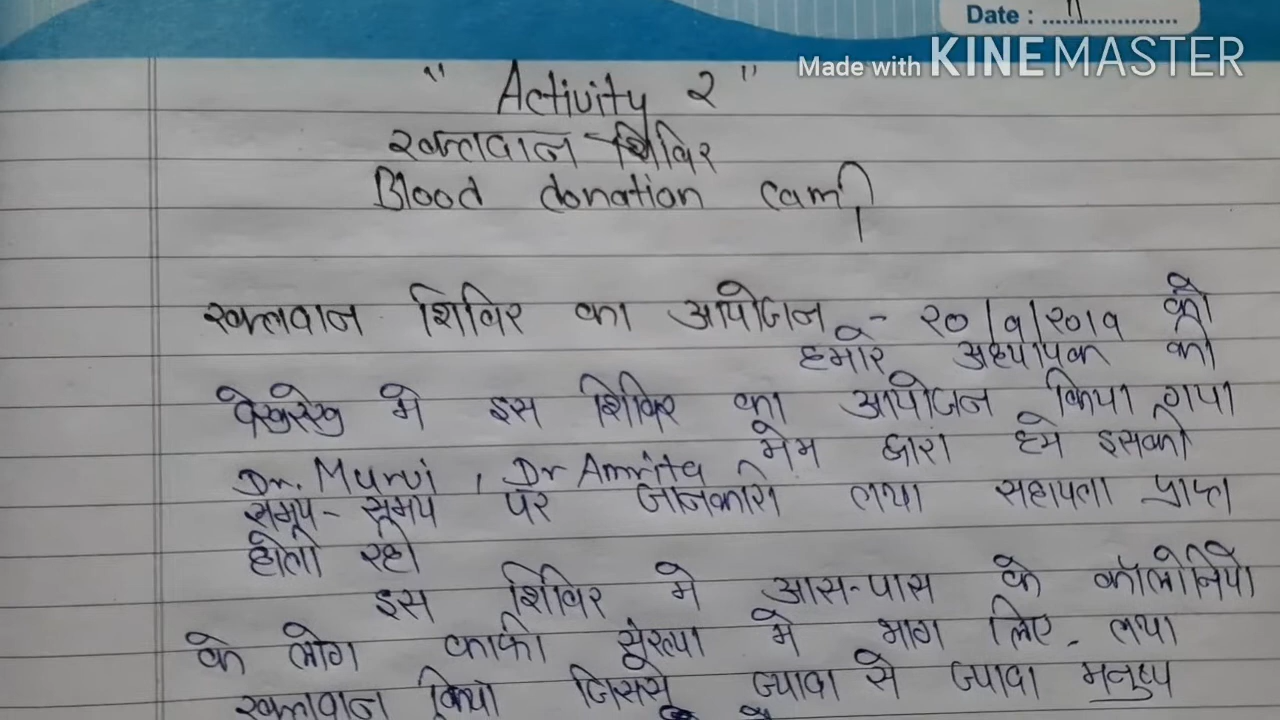 Date : .....11..................
Made with KINEMASTER
" Activity २ "
रक्तदान शिविर
Blood donation camp
रक्तदान शिविर का आयोजन - २०/९/२०१९ को
हमारे अध्यापक की
देखरेख मे इस शिविर का आयोजन किया गया
Dr. Murvi , Dr Amrita मेम द्वारा हमे इसकी
समय - समय पर जानकारी तथा सहायता प्राप्त
होती रही
इस शिविर मे आस-पास के कॉलोनियो
के लोग काफी संख्या मे भाग लिए - तथा
रक्तदान किया जिससे ज्यादा से ज्यादा मनुष्य